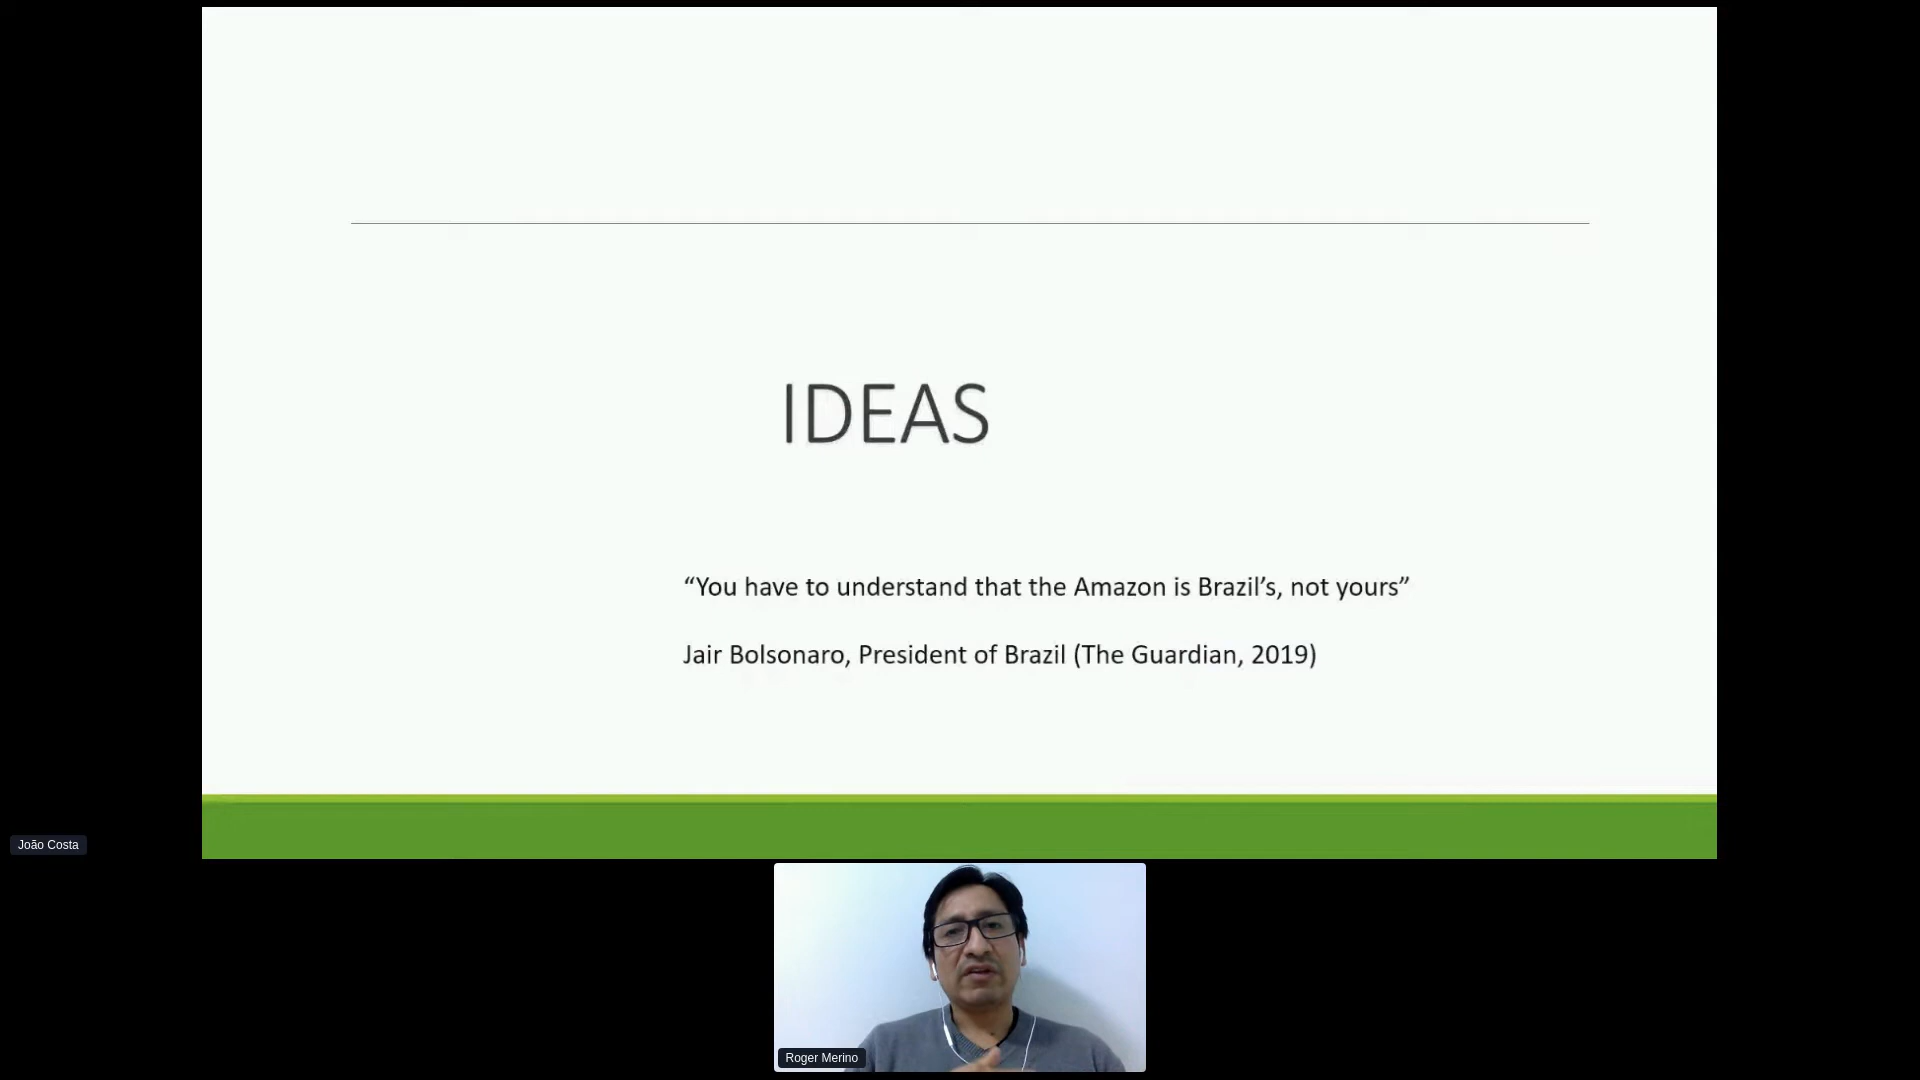 IDEAS
“You have to understand that the Amazon is Brazil’s, not yours”
Jair Bolsonaro, President of Brazil (The Guardian, 2019)
João Costa
Roger Merino